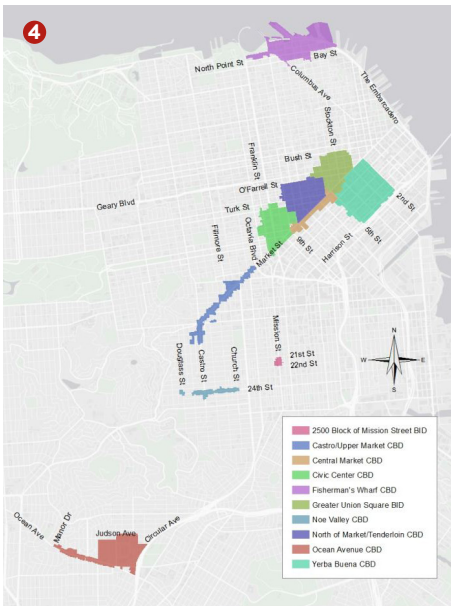 4
North Point St
Bay St
Columbus Ave
The Embarcadero
Stockton St
Franklin St
Bush St
O'Farrell St
Geary Blvd
Turk St
Octavia Blvd
Fillmore St
Market St
9th St
Harrison St
5th St
2nd St
Mission St
21st St
22nd St
Douglass St
Castro St
Church St
24th St
N
W
E
S
Ocean Ave
Manor Dr
Judson Ave
Circular Ave
2500 Block of Mission Street BID
Castro/Upper Market CBD
Central Market CBD
Civic Center CBD
Fisherman's Wharf CBD
Greater Union Square BID
Noe Valley CBD
North of Market/Tenderloin CBD
Ocean Avenue CBD
Yerba Buena CBD